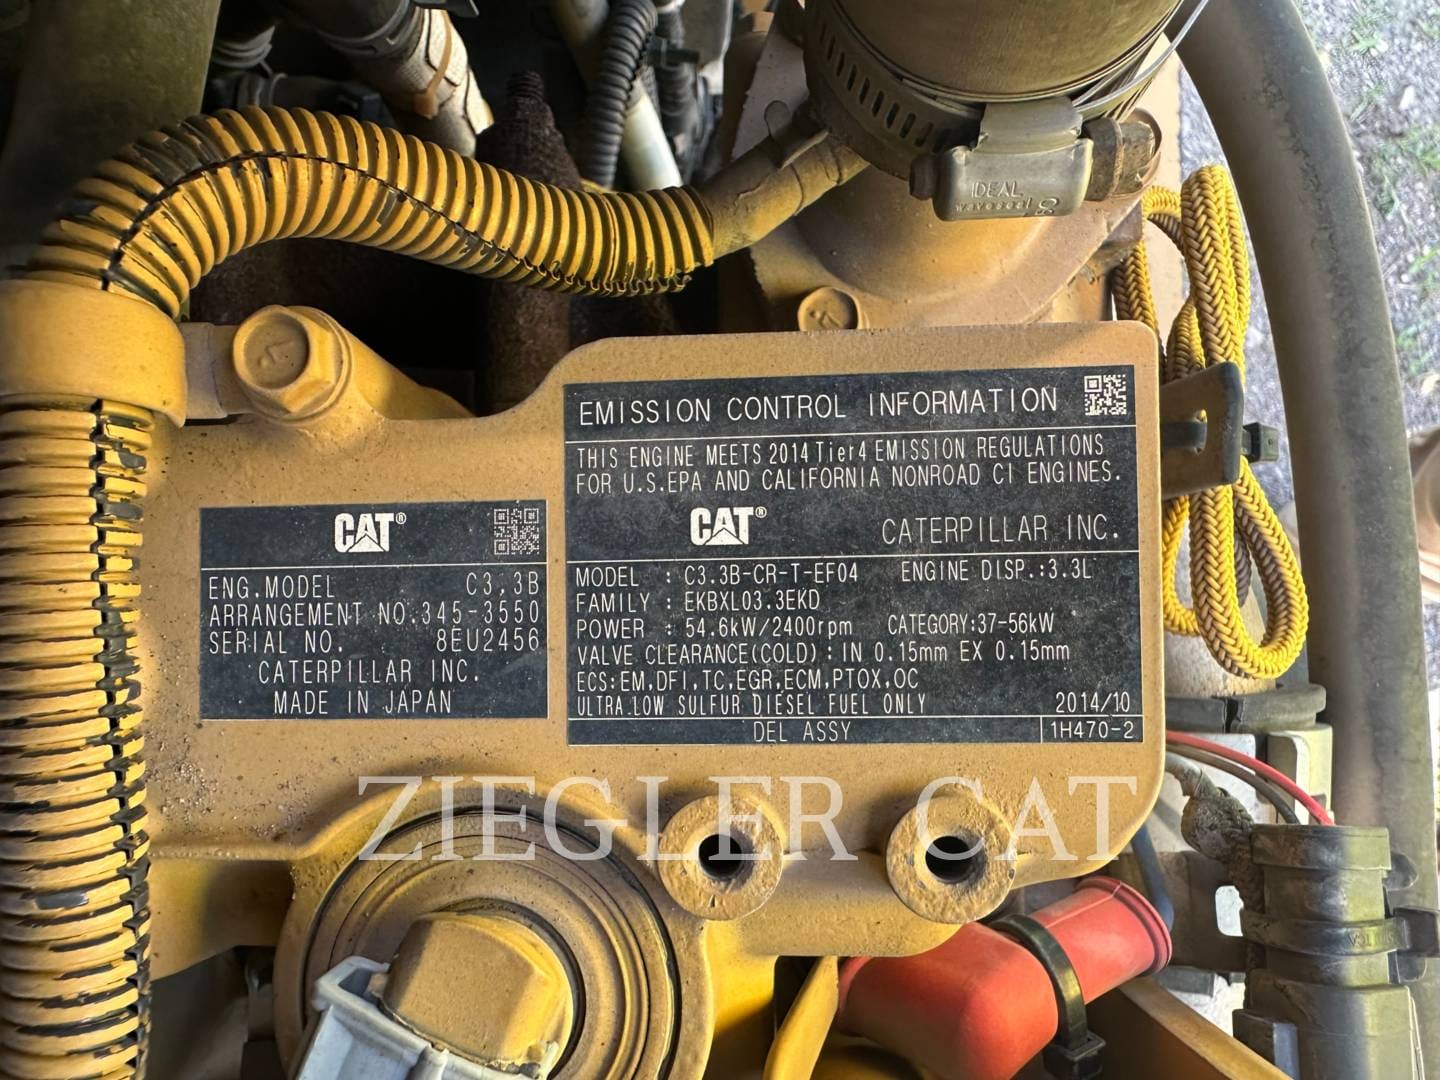 IDEAL
EMISSION CONTROL INFORMATION
THIS ENGINE MEETS 2014 Tier4 EMISSION REGULATIONS
FOR U.S.EPA AND CALIFORNIA NONROAD CI ENGINES.
CAT® CATERPILLAR INC.
MODEL : C3.3B-CR-T-EF04 ENGINE DISP.:3.3L
FAMILY : EKBXL03.3EKD
POWER : 54.6kW/2400rpm CATEGORY:37-56kW
VALVE CLEARANCE(COLD) : IN 0.15mm EX 0.15mm
ECS:EM,DFI,TC,EGR,ECM,PTOX,OC
ULTRA LOW SULFUR DIESEL FUEL ONLY 2014/10
DEL ASSY 1H470-2
CAT®
ENG.MODEL C3.3B
ARRANGEMENT NO.345-3550
SERIAL NO. 8EU2456
CATERPILLAR INC.
MADE IN JAPAN
ZIEGLER CAT